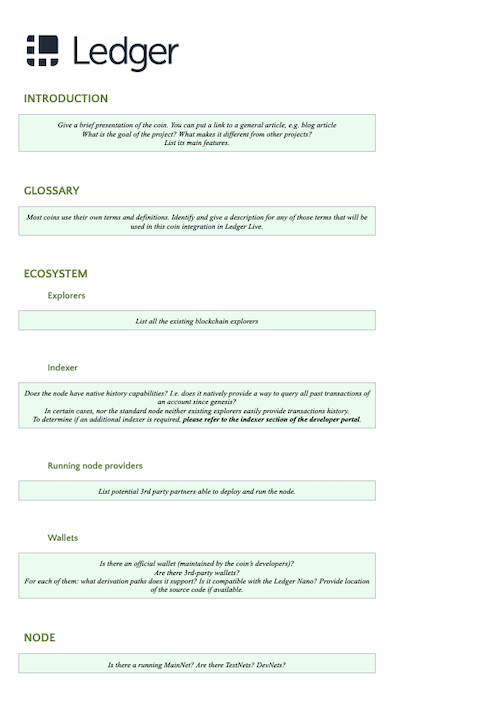 Ledger
INTRODUCTION
Give a brief presentation of the coin. You can put a link to a general article, e.g. blog article
What is the goal of the project? What makes it different from other projects?
List its main features.
GLOSSARY
Most coins use their own terms and definitions. Identify and give a description for any of those terms that will be
used in this coin integration in Ledger Live.
ECOSYSTEM
Explorers
List all the existing blockchain explorers
Indexer
Does the node have native history capabilities? I.e. does it natively provide a way to query all past transactions of
an account since genesis?
In certain cases, nor the standard node neither existing explorers easily provide transactions history.
To determine if an additional indexer is required, please refer to the indexer section of the developer portal.
Running node providers
List potential 3rd party partners able to deploy and run the node.
Wallets
Is there an official wallet (maintained by the coin's developers)?
Are there 3rd-party wallets?
For each of them: what derivation paths does it support? Is it compatible with the Ledger Nano? Provide location
of the source code if available.
NODE
Is there a running MainNet? Are there TestNets? DevNets?